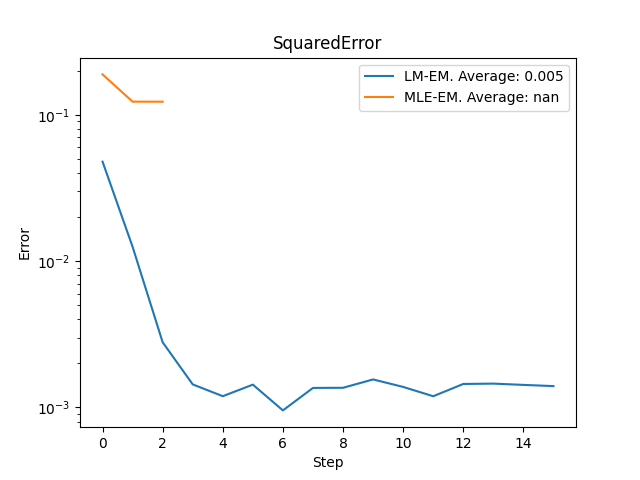 SquaredError
LM-EM. Average: 0.005
MLE-EM. Average: nan
10⁻¹
10⁻²
10⁻³
Error
0 2 4 6 8 10 12 14
Step